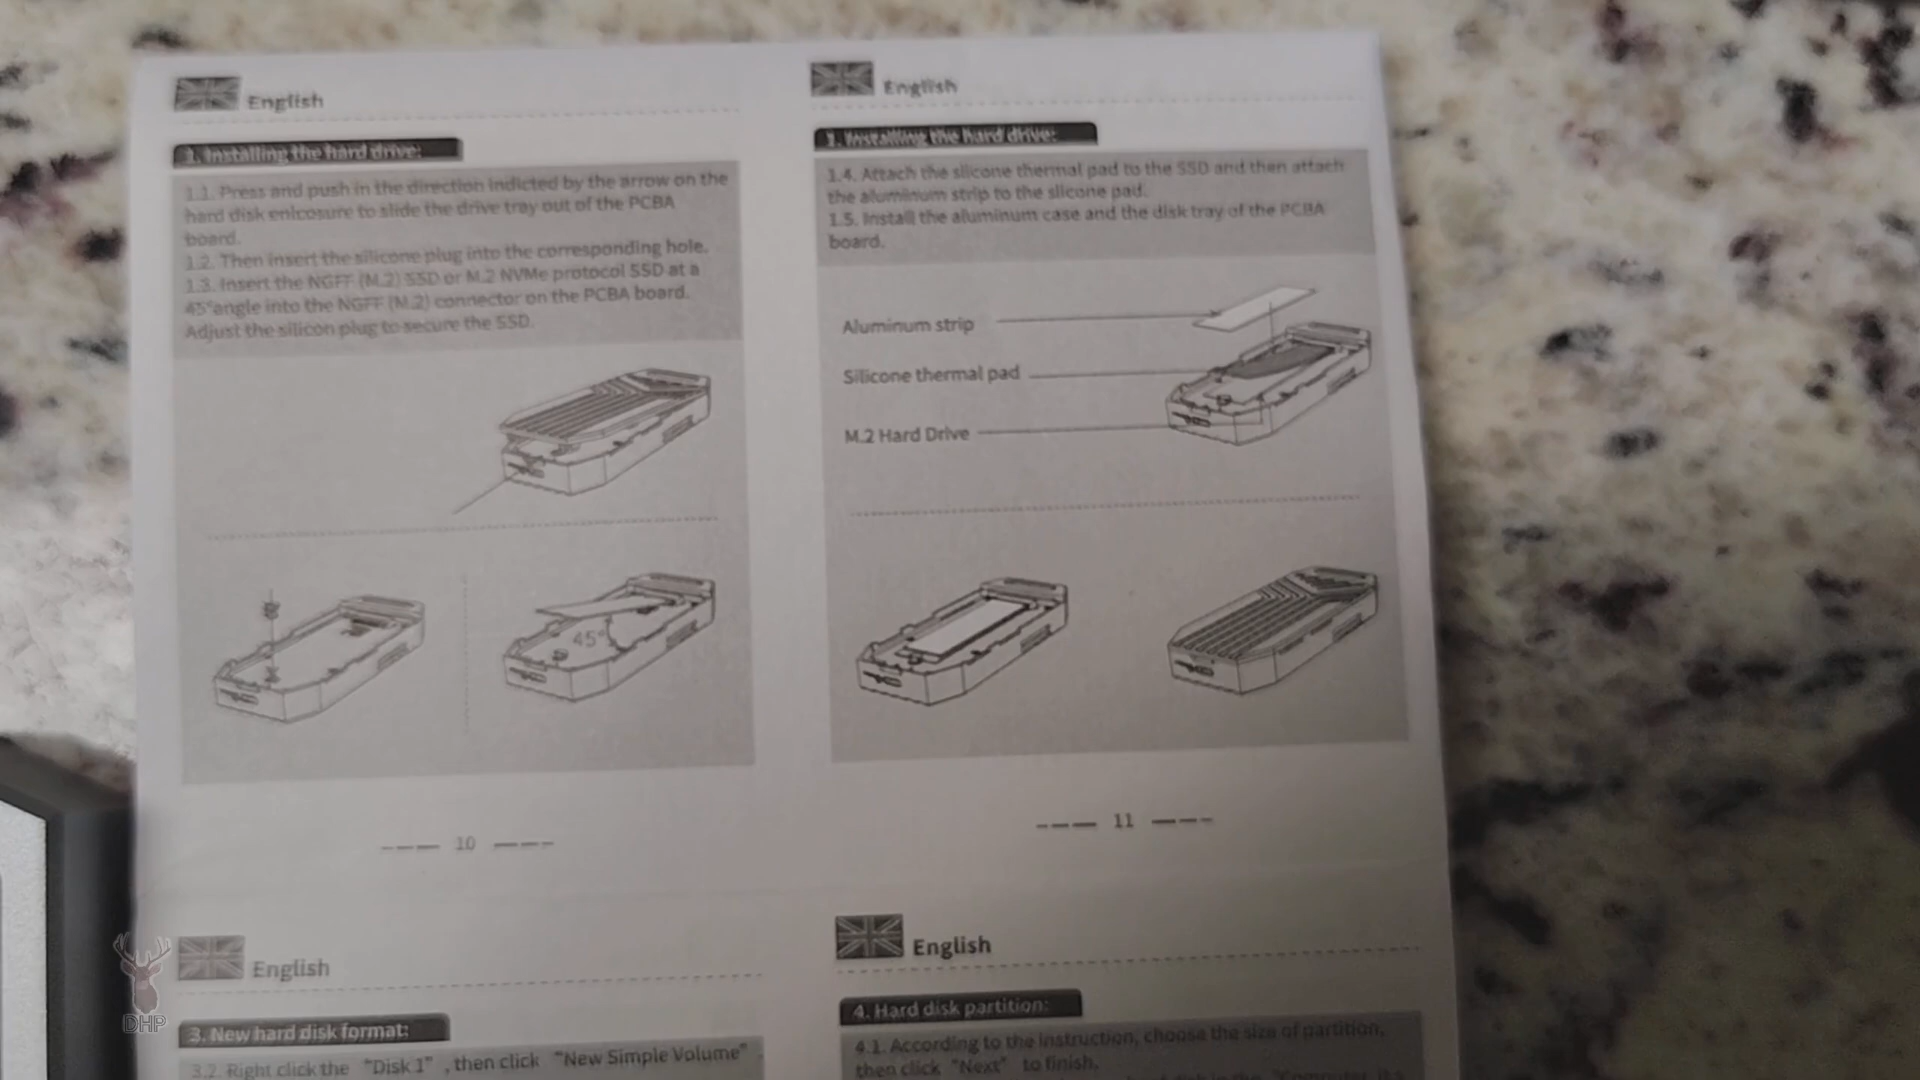 English
1. Installing the hard drive:
1.1. Press and push in the direction indicted by the arrow on the
hard disk enlcosure to slide the drive tray out of the PCBA
board.
1.2. Then insert the silicone plug into the corresponding hole.
1.3. Insert the NGFF (M.2) SSD or M.2 NVMe protocol SSD at a
45°angle into the NGFF (M.2) connector on the PCBA board.
Adjust the silicon plug to secure the SSD.
45°
10
English
1. Installing the hard drive:
1.4. Attach the slicone thermal pad to the SSD and then attach
the aluminum strip to the slicone pad.
1.5. Install the aluminum case and the disk tray of the PCBA
board.
Aluminum strip
Silicone thermal pad
M.2 Hard Drive
11
English
3. New hard disk format:
3.2. Right click the "Disk 1" , then click "New Simple Volume" .
English
4. Hard disk partition:
4.1. According to the instruction, choose the size of partition,
then click "Next" to finish.
DHP